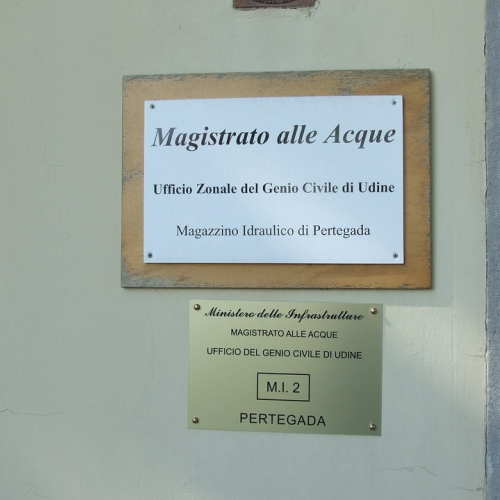 Magistrato alle Acque
Ufficio Zonale del Genio Civile di Udine
Magazzino Idraulico di Pertegada
Ministero delle Infrastrutture
MAGISTRATO ALLE ACQUE
UFFICIO DEL GENIO CIVILE DI UDINE
M.I. 2
PERTEGADA